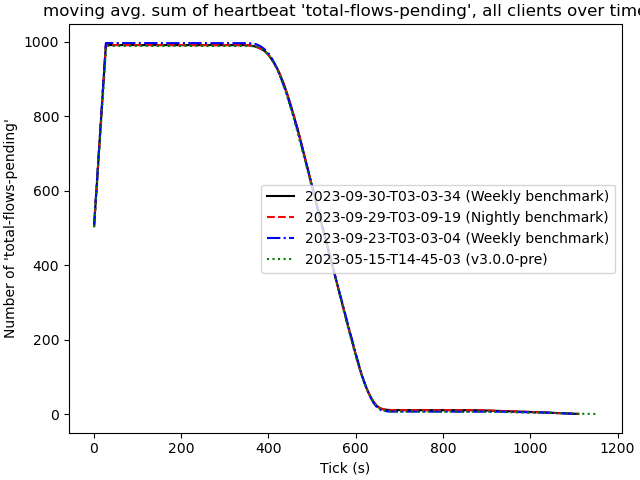 moving avg. sum of heartbeat 'total-flows-pending', all clients over time
1000
800
600
400
200
0
Number of 'total-flows-pending'
2023-09-30-T03-03-34 (Weekly benchmark)
2023-09-29-T03-09-19 (Nightly benchmark)
2023-09-23-T03-03-04 (Weekly benchmark)
2023-05-15-T14-45-03 (v3.0.0-pre)
0 200 400 600 800 1000 1200
Tick (s)